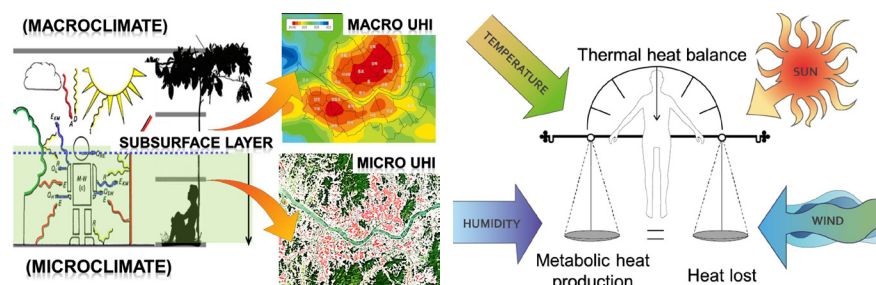 (MACROCLIMATE)
MACRO UHI
SUBSURFACE LAYER
M-W
(c)
MICRO UHI
(MICROCLIMATE)
TEMPERATURE
Thermal heat balance
SUN
HUMIDITY
WIND
Metabolic heat
production
=
Heat lost